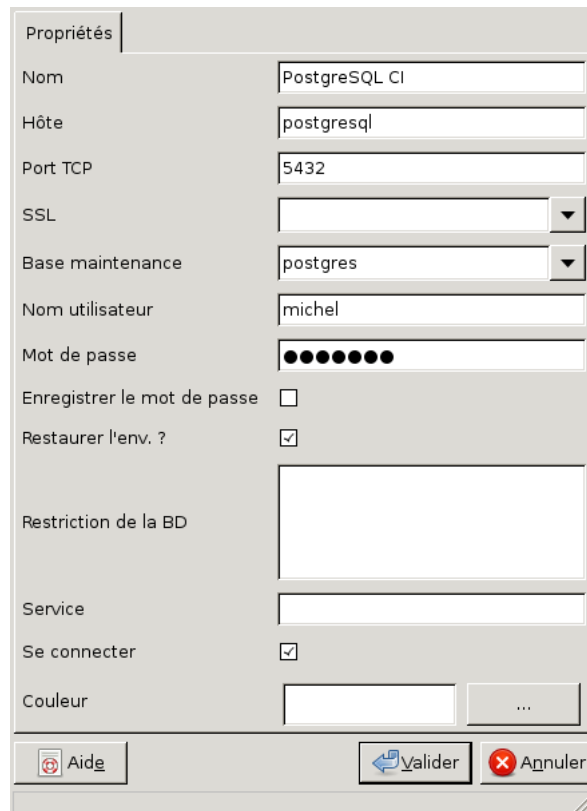 Propriétés
Nom PostgreSQL CI
Hôte postgresql
Port TCP 5432
SSL
Base maintenance postgres
Nom utilisateur michel
Mot de passe ●●●●●●●
Enregistrer le mot de passe
Restaurer l'env. ?
Restriction de la BD
Service
Se connecter
Couleur ...
Aide Valider Annuler